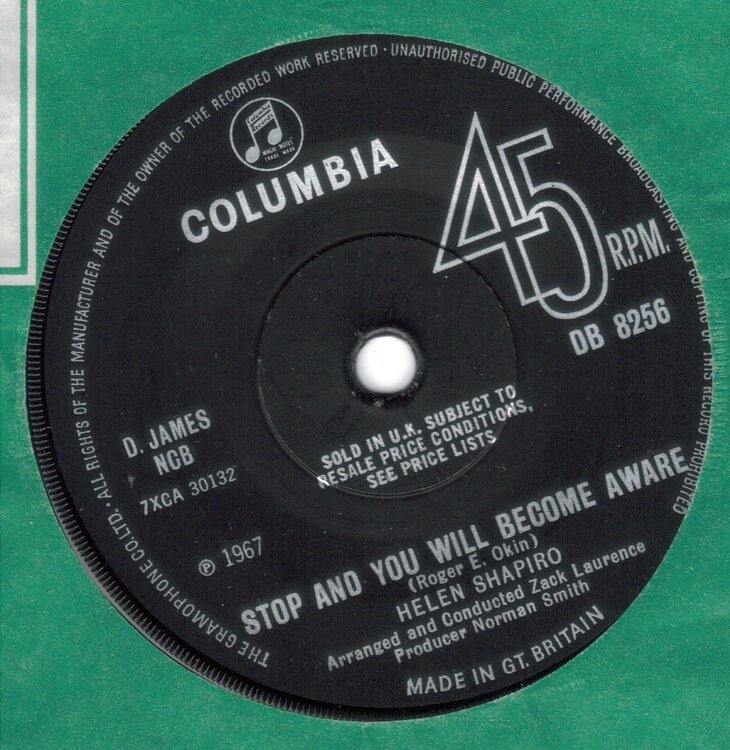 THE GRAMOPHONE CO. LTD. · ALL RIGHTS OF THE MANUFACTURER AND OF THE OWNER OF THE RECORDED WORK RESERVED · UNAUTHORISED PUBLIC PERFORMANCE BROADCASTING AND COPYING OF THIS RECORD PROHIBITED
Columbia Records
MAGIC NOTES
TRADE MARK
COLUMBIA
45 R.P.M.
DB 8256
D. JAMES
NCB
7XCA 30132
℗ 1967
SOLD IN U.K. SUBJECT TO
RESALE PRICE CONDITIONS,
SEE PRICE LISTS
STOP AND YOU WILL BECOME AWARE
(Roger E. Okin)
HELEN SHAPIRO
Arranged and Conducted Zack Laurence
Producer Norman Smith
MADE IN GT. BRITAIN